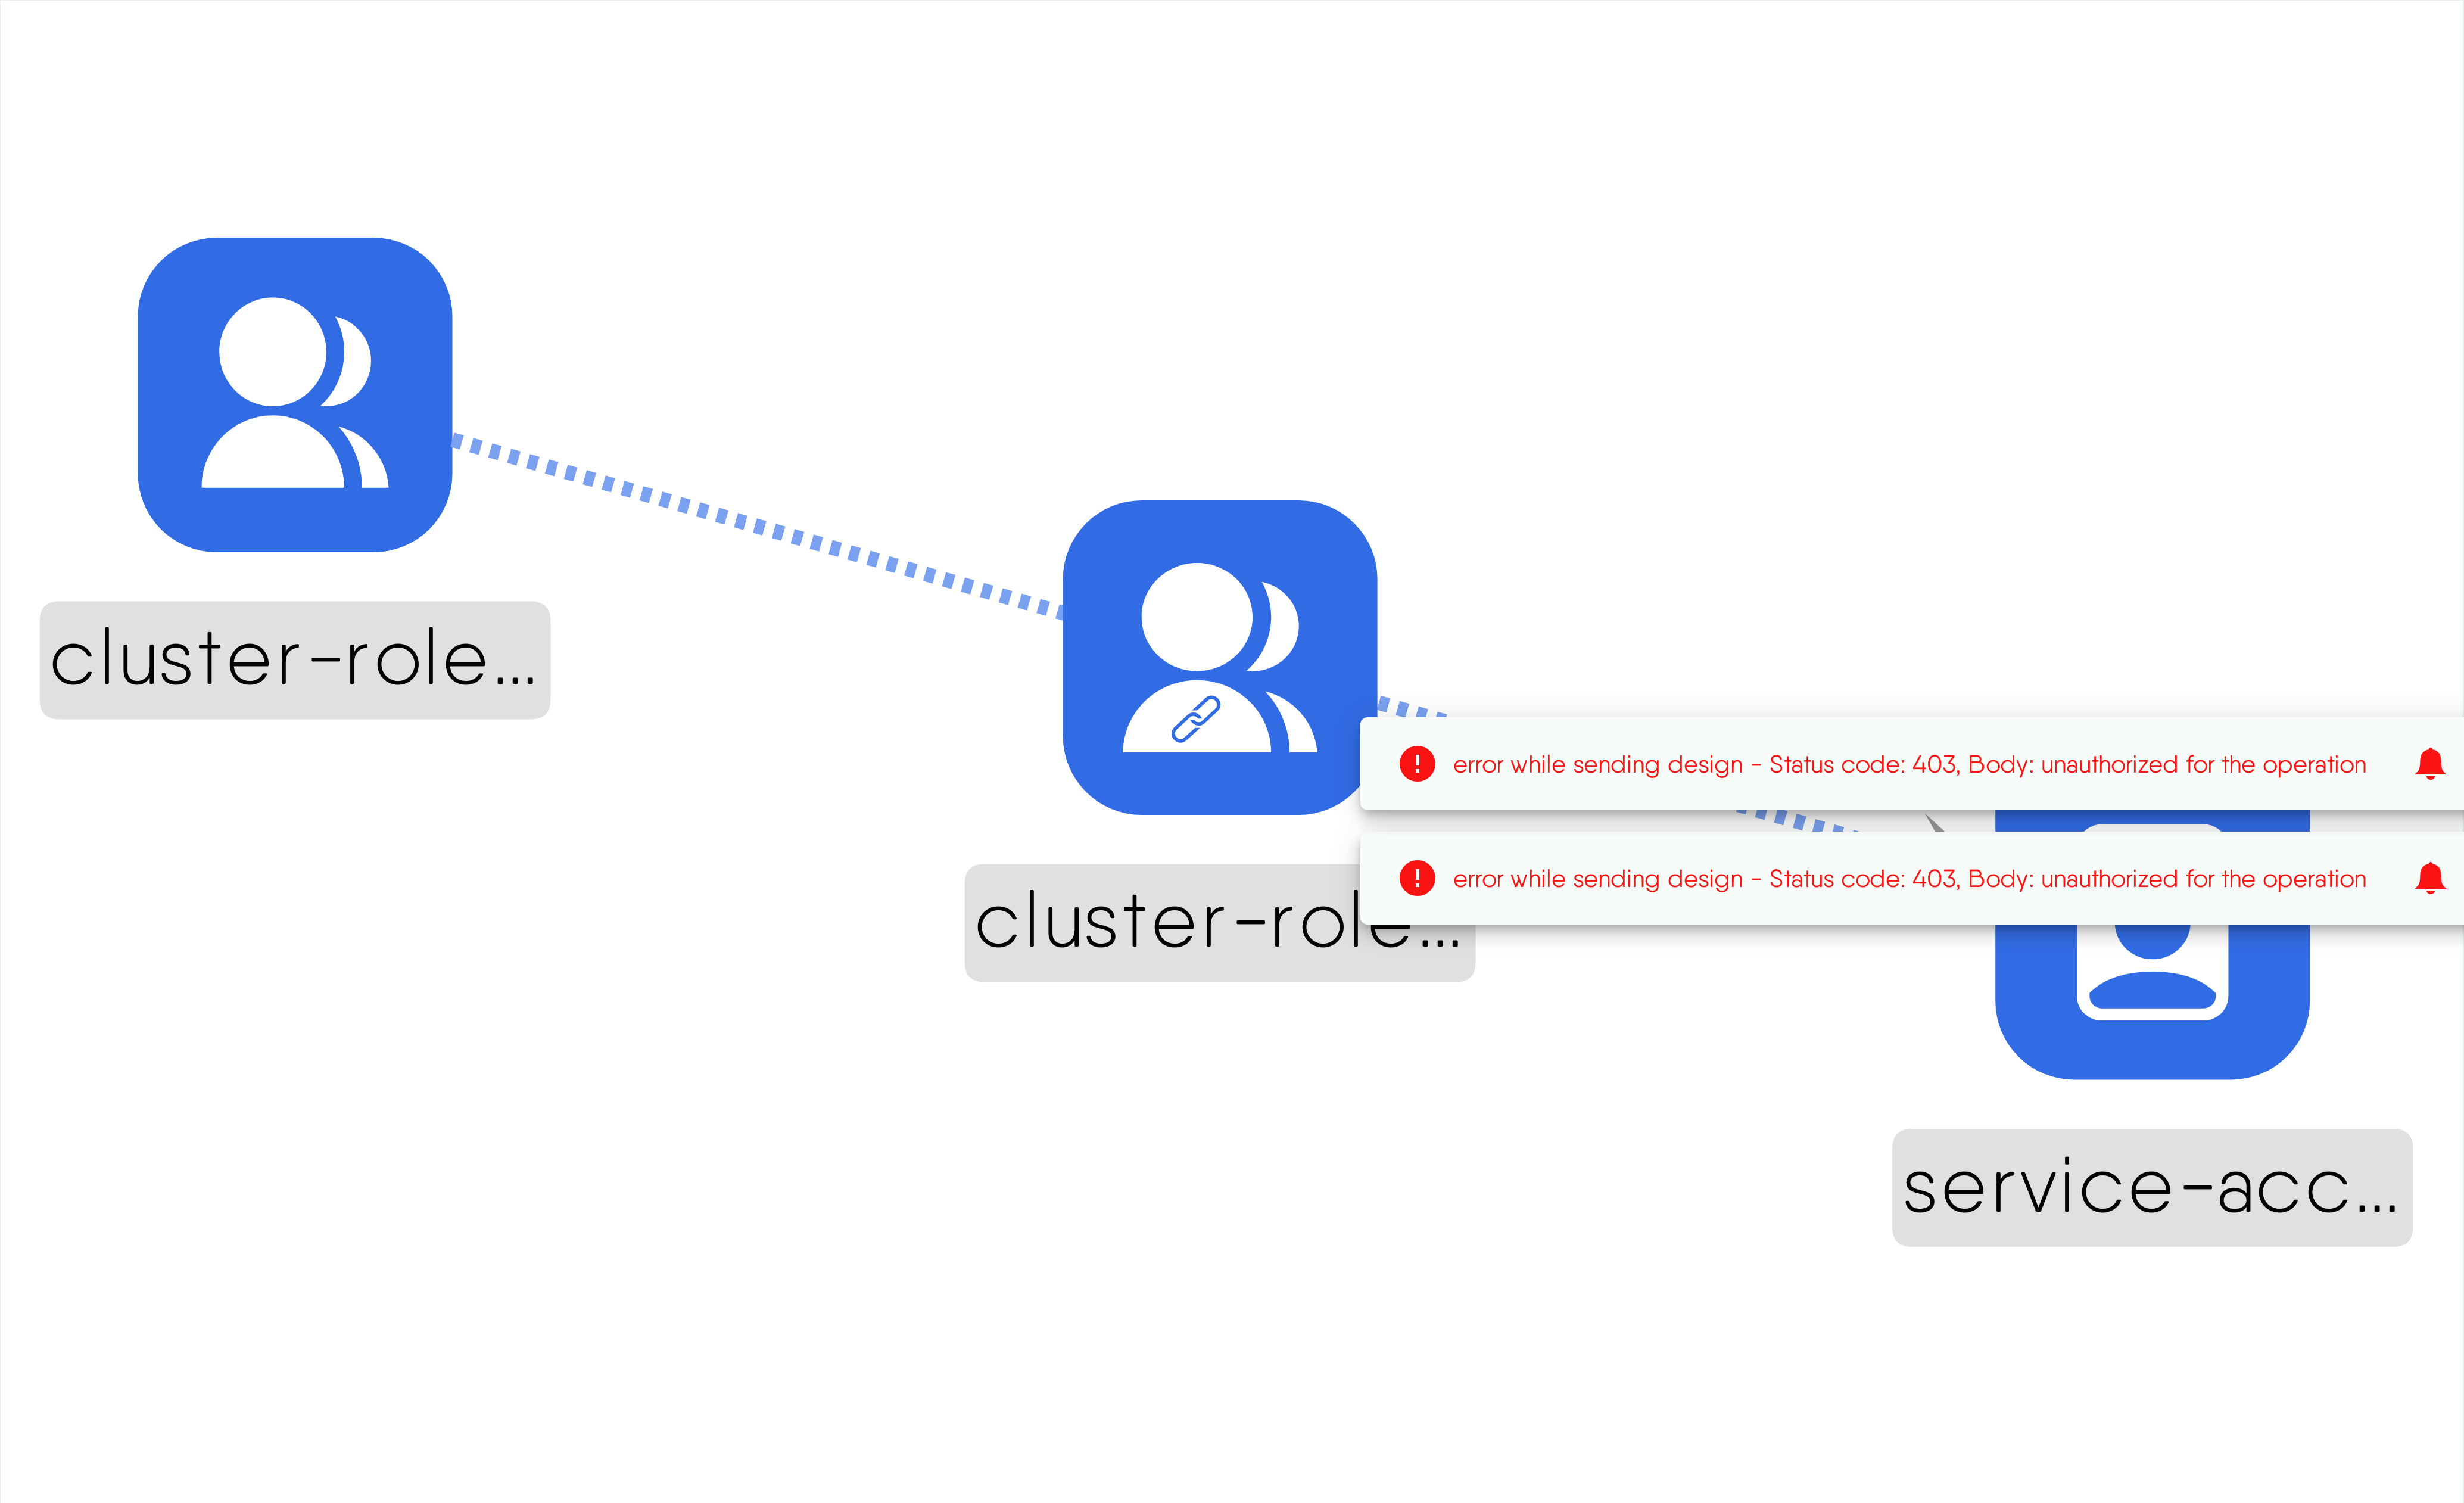 cluster-role...
error while sending design - Status code: 403, Body: unauthorized for the operation
error while sending design - Status code: 403, Body: unauthorized for the operation
cluster-role...
service-acc...